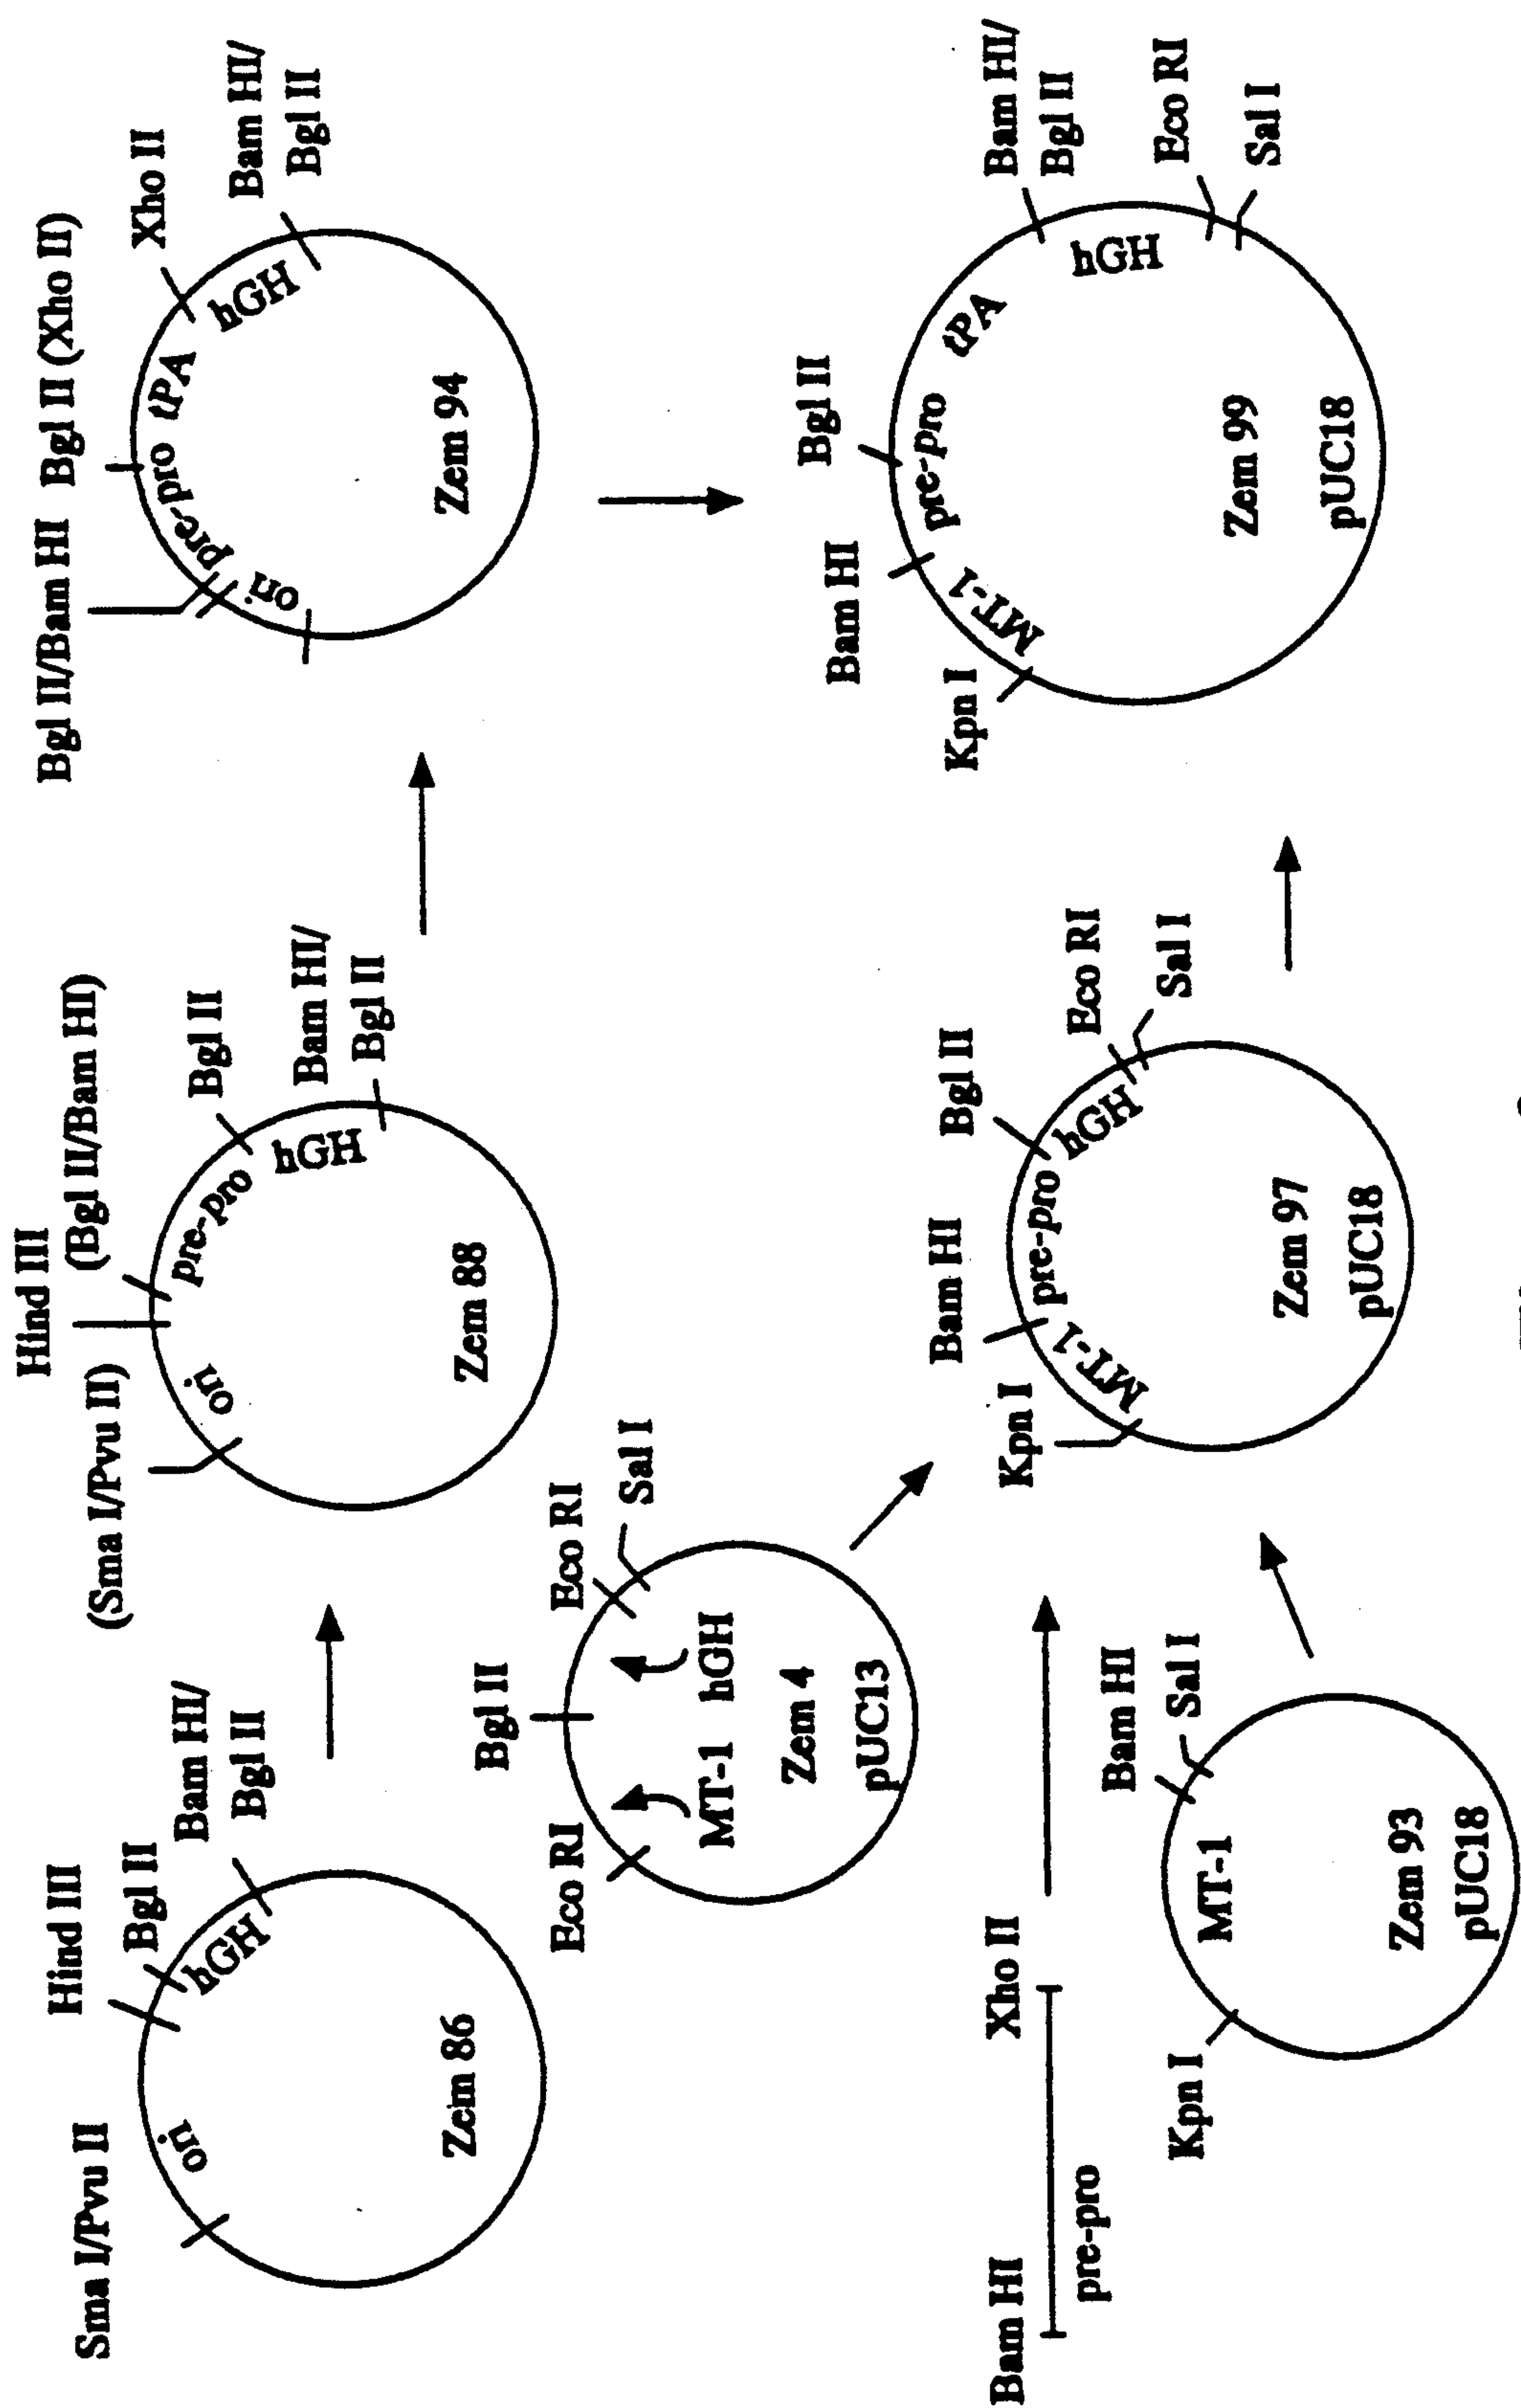 Sma I/Pvu II
ori
Hind III
Bgl II
hGH
Bam HI/
Bgl II
Zem 86
(Sma I/Pvu II)
ori
Hind III
(Bgl II/Bam HI)
pre-pro
Bgl II
hGH
Bam HI/
Bgl II
Zem 88
Bgl II/Bam HI
ori
pre-pro
Bgl II (Xho II)
tPA
Xho II
hGH
Bam HI/
Bgl II
Zem 94
Eco RI
Bgl II
Eco RI
Sal I
MT-1 hGH
Zem 4
pUC13
Bam HI
Xho II
pre-pro
Kpn I
MT-1
Bam HI
Sal I
Zem 93
pUC18
Kpn I
MT-1
Bam HI
pre-pro
Bgl II
hGH
Eco RI
Sal I
Zem 97
pUC18
Kpn I
MT-1
Bam HI
pre-pro
Bgl II
tPA
Bam HI/
Bgl II
hGH
Eco RI
Sal I
Zem 99
pUC18